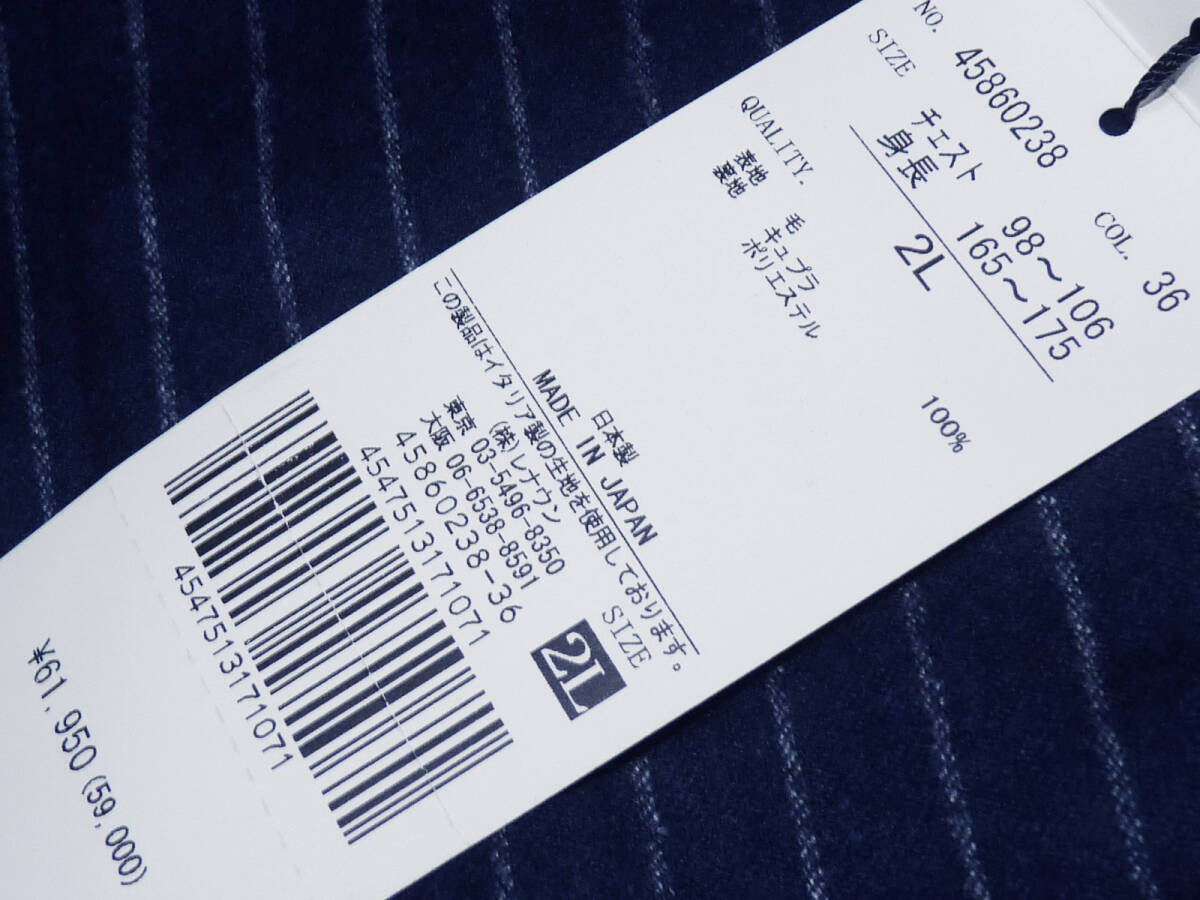 NO. 45860238 COL. 36
SIZE チェスト 98〜106
身長 165〜175
2L
QUALITY.
表地 毛 100%
裏地 キュプラ
ポリエステル
この製品はイタリア製の生地を使用しております。
日本製
MADE IN JAPAN
(株)レナウン
東京 03-5496-8350
大阪 06-6538-8591
45860238-36
4547513171071
SIZE
2L
4547513171071
¥61,950(59,000)